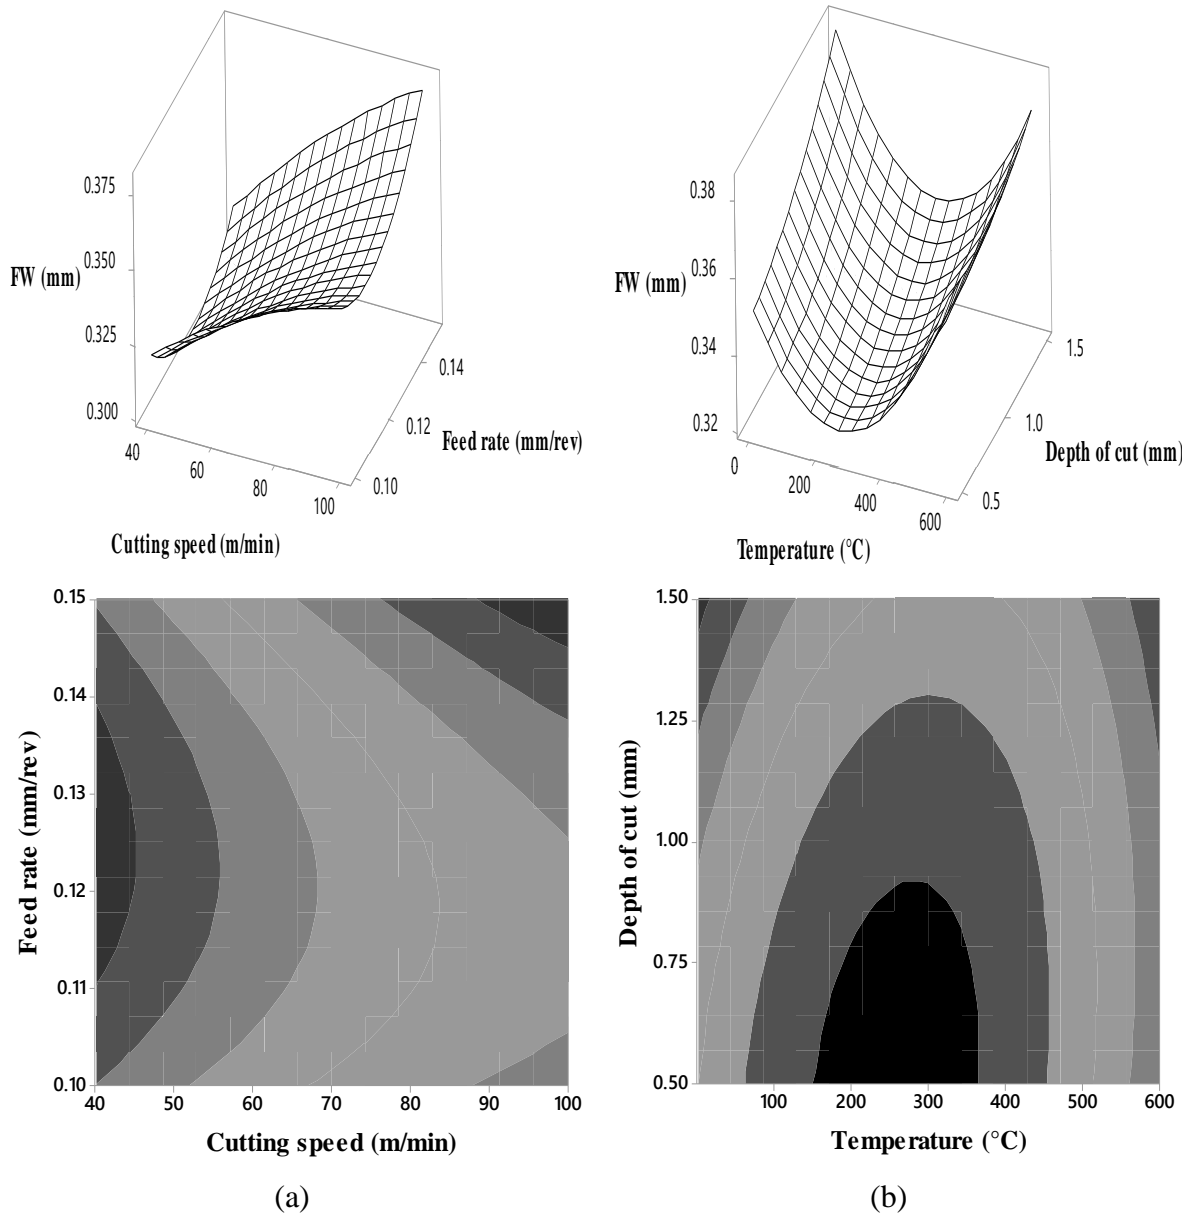 0.375
0.350
FW (mm)
0.325
0.300
40
60
80
100
0.10
0.12
0.14
Feed rate (mm/rev)
Cutting speed (m/min)
0.38
0.36
FW (mm)
0.34
0.32
0
200
400
600
0.5
1.0
1.5
Depth of cut (mm)
Temperature (°C)
0.15
0.14
0.13
0.12
0.11
0.10
Feed rate (mm/rev)
40 50 60 70 80 90 100
Cutting speed (m/min)
(a)
1.50
1.25
1.00
0.75
0.50
Depth of cut (mm)
100 200 300 400 500 600
Temperature (°C)
(b)